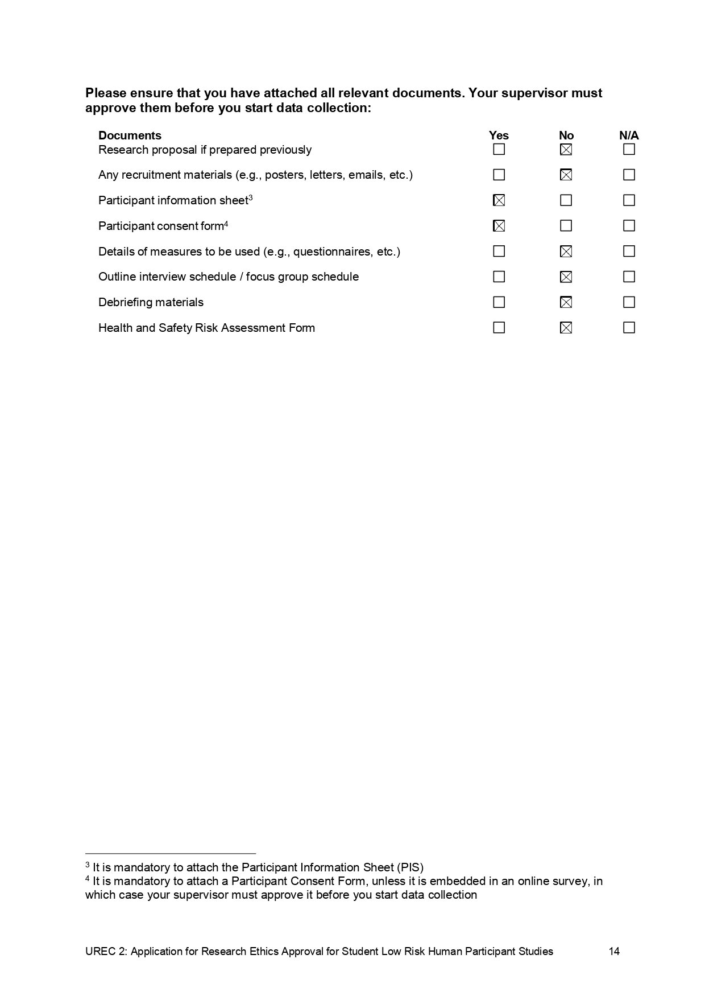 Please ensure that you have attached all relevant documents. Your supervisor must
approve them before you start data collection:
Documents Yes No N/A
Research proposal if prepared previously ☐ ☒ ☐
Any recruitment materials (e.g., posters, letters, emails, etc.) ☐ ☒ ☐
Participant information sheet³ ☒ ☐ ☐
Participant consent form⁴ ☒ ☐ ☐
Details of measures to be used (e.g., questionnaires, etc.) ☐ ☒ ☐
Outline interview schedule / focus group schedule ☐ ☒ ☐
Debriefing materials ☐ ☒ ☐
Health and Safety Risk Assessment Form ☐ ☒ ☐
³ It is mandatory to attach the Participant Information Sheet (PIS)
⁴ It is mandatory to attach a Participant Consent Form, unless it is embedded in an online survey, in
which case your supervisor must approve it before you start data collection
UREC 2: Application for Research Ethics Approval for Student Low Risk Human Participant Studies 14